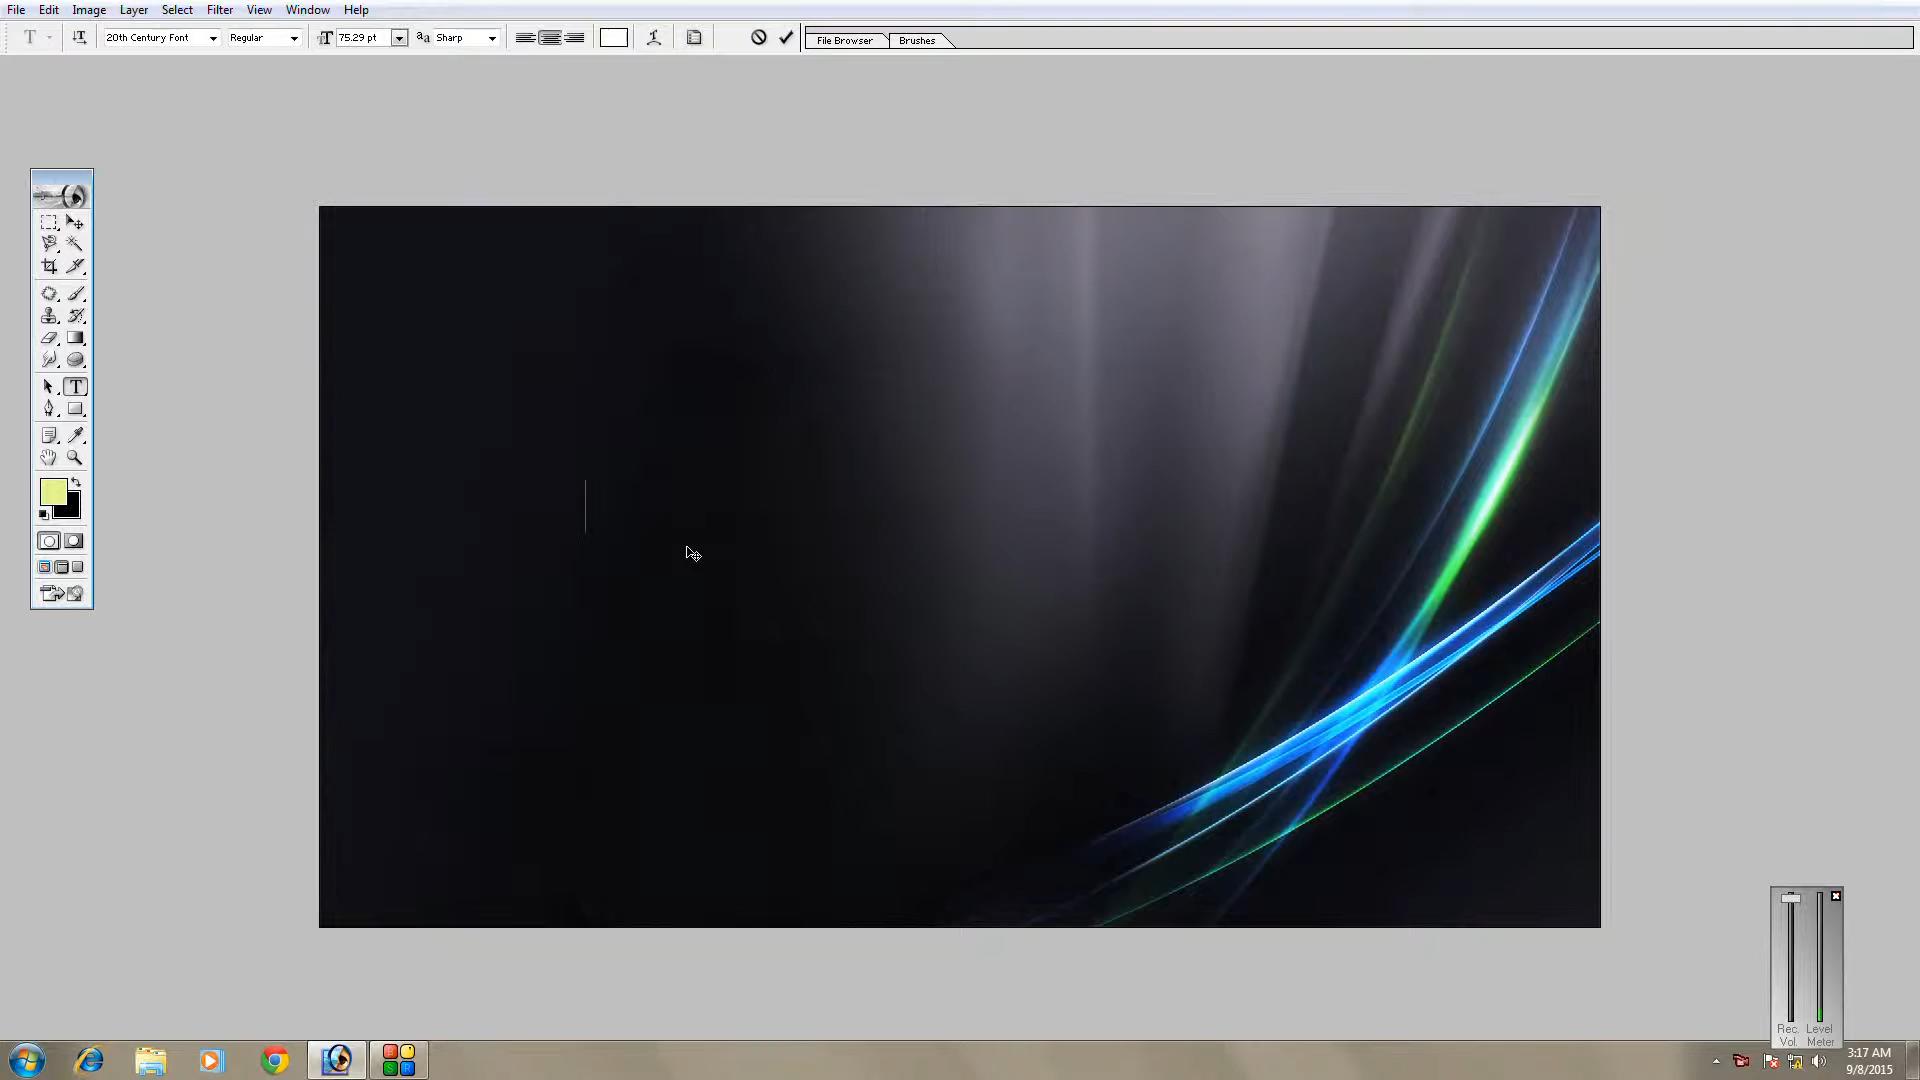 File Edit Image Layer Select Filter View Window Help
T T 20th Century Font Regular T 75.29 pt aa Sharp File Browser Brushes
T
Rec. Level
Vol. Meter
3:17 AM
9/8/2015